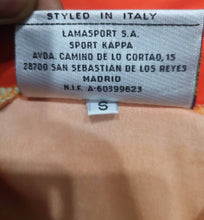 STYLED IN ITALY
LAMASPORT S.A.
SPORT KAPPA
AVDA. CAMINO DE LO CORTAO, 15
28700 SAN SEBASTIAN DE LOS REYES
MADRID
N.I.F. A-60399623
S